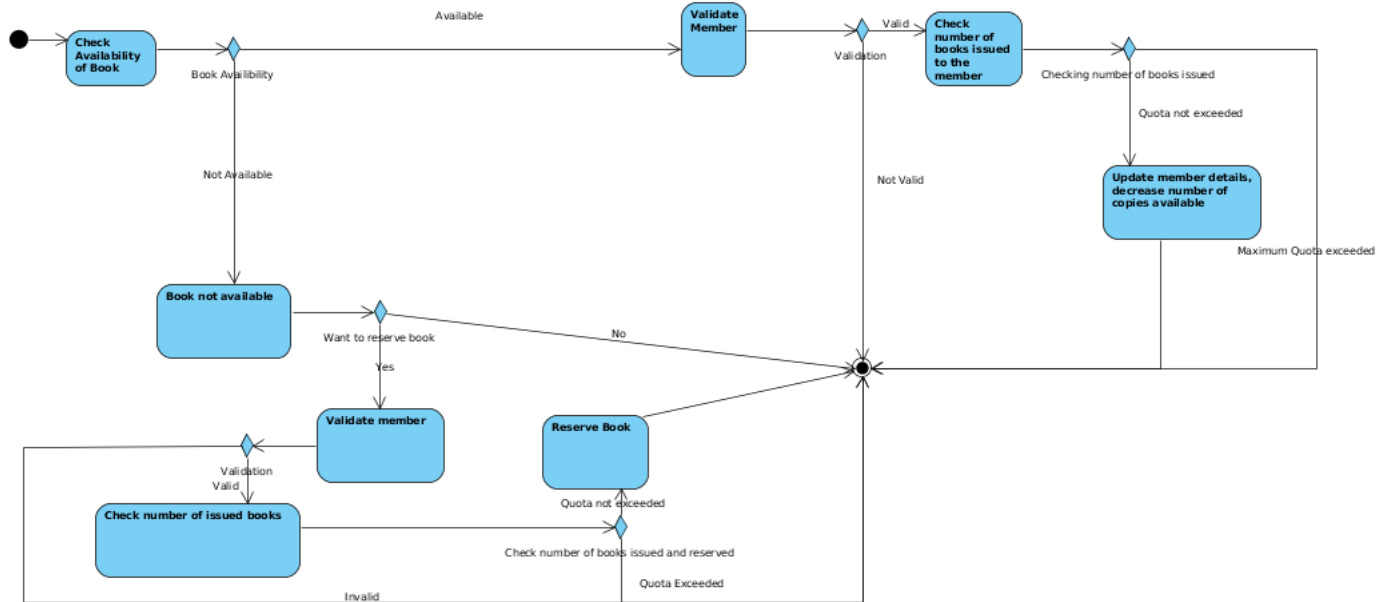 Available
Check
Availability
of Book
Book Availibility
Validate
Member
Valid
Validation
Check
number of
books issued
to the
member
Checking number of books issued
Quota not exceeded
Not Available
Not Valid
Update member details,
decrease number of
copies available
Maximum Quota exceeded
Book not available
Want to reserve book
No
Yes
Validate member
Reserve Book
Validation
Valid
Quota not exceeded
Check number of issued books
Check number of books issued and reserved
Quota Exceeded
Invalid